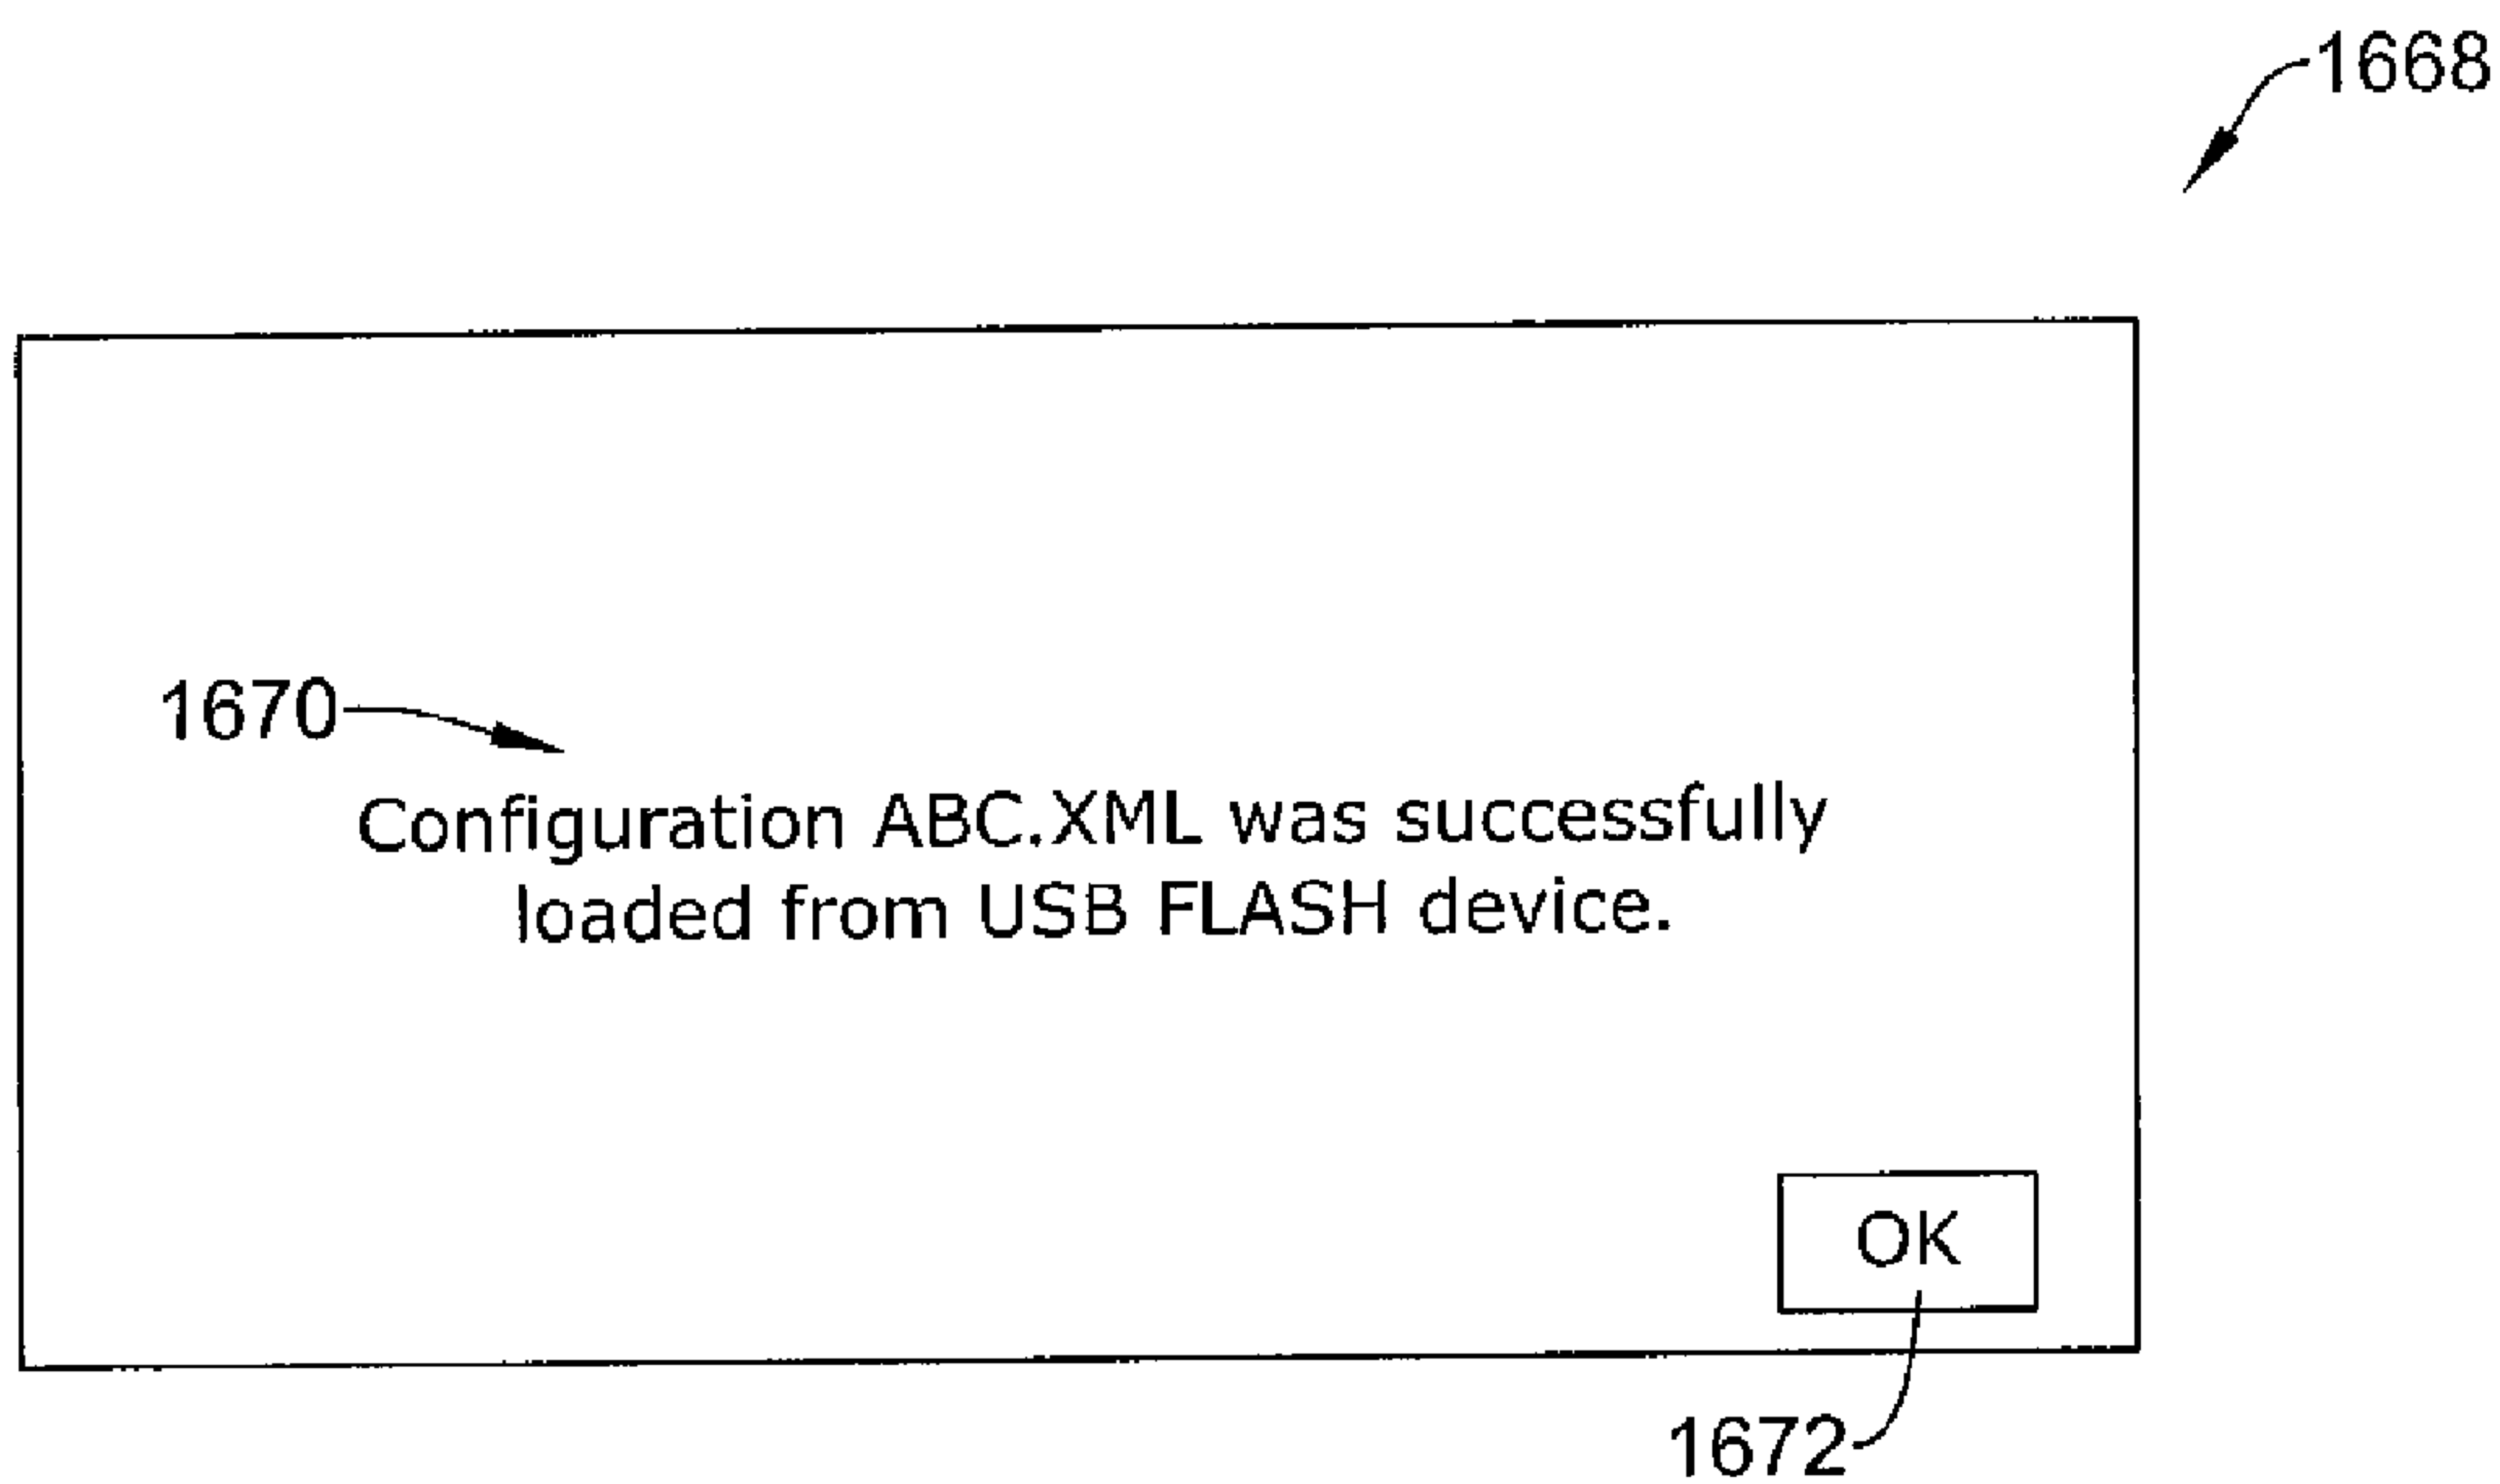 1668
1670
Configuration ABC.XML was successfully
loaded from USB FLASH device.
OK
1672